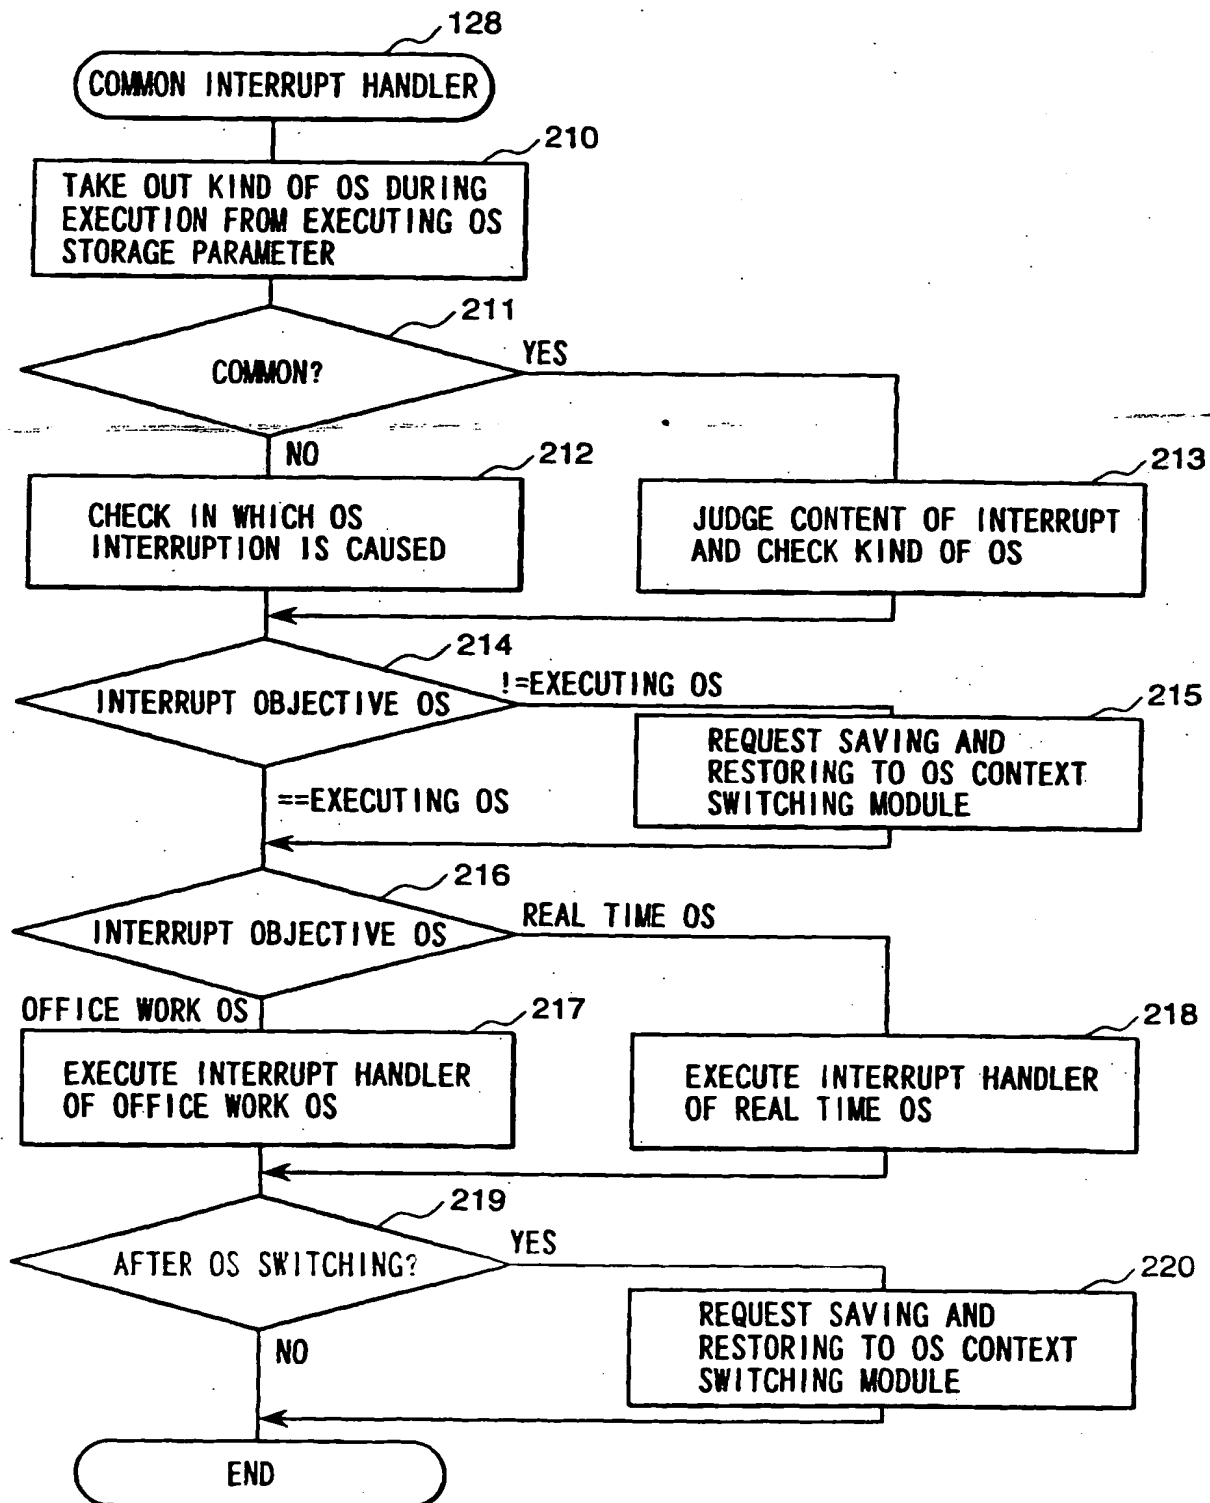 128
COMMON INTERRUPT HANDLER
210
TAKE OUT KIND OF OS DURING
EXECUTION FROM EXECUTING OS
STORAGE PARAMETER
211
COMMON?
YES
NO
212
CHECK IN WHICH OS
INTERRUPTION IS CAUSED
213
JUDGE CONTENT OF INTERRUPT
AND CHECK KIND OF OS
214
INTERRUPT OBJECTIVE OS
!=EXECUTING OS
215
REQUEST SAVING AND
RESTORING TO OS CONTEXT
SWITCHING MODULE
==EXECUTING OS
216
INTERRUPT OBJECTIVE OS
REAL TIME OS
OFFICE WORK OS
217
EXECUTE INTERRUPT HANDLER
OF OFFICE WORK OS
218
EXECUTE INTERRUPT HANDLER
OF REAL TIME OS
219
AFTER OS SWITCHING?
YES
220
REQUEST SAVING AND
RESTORING TO OS CONTEXT
SWITCHING MODULE
NO
END